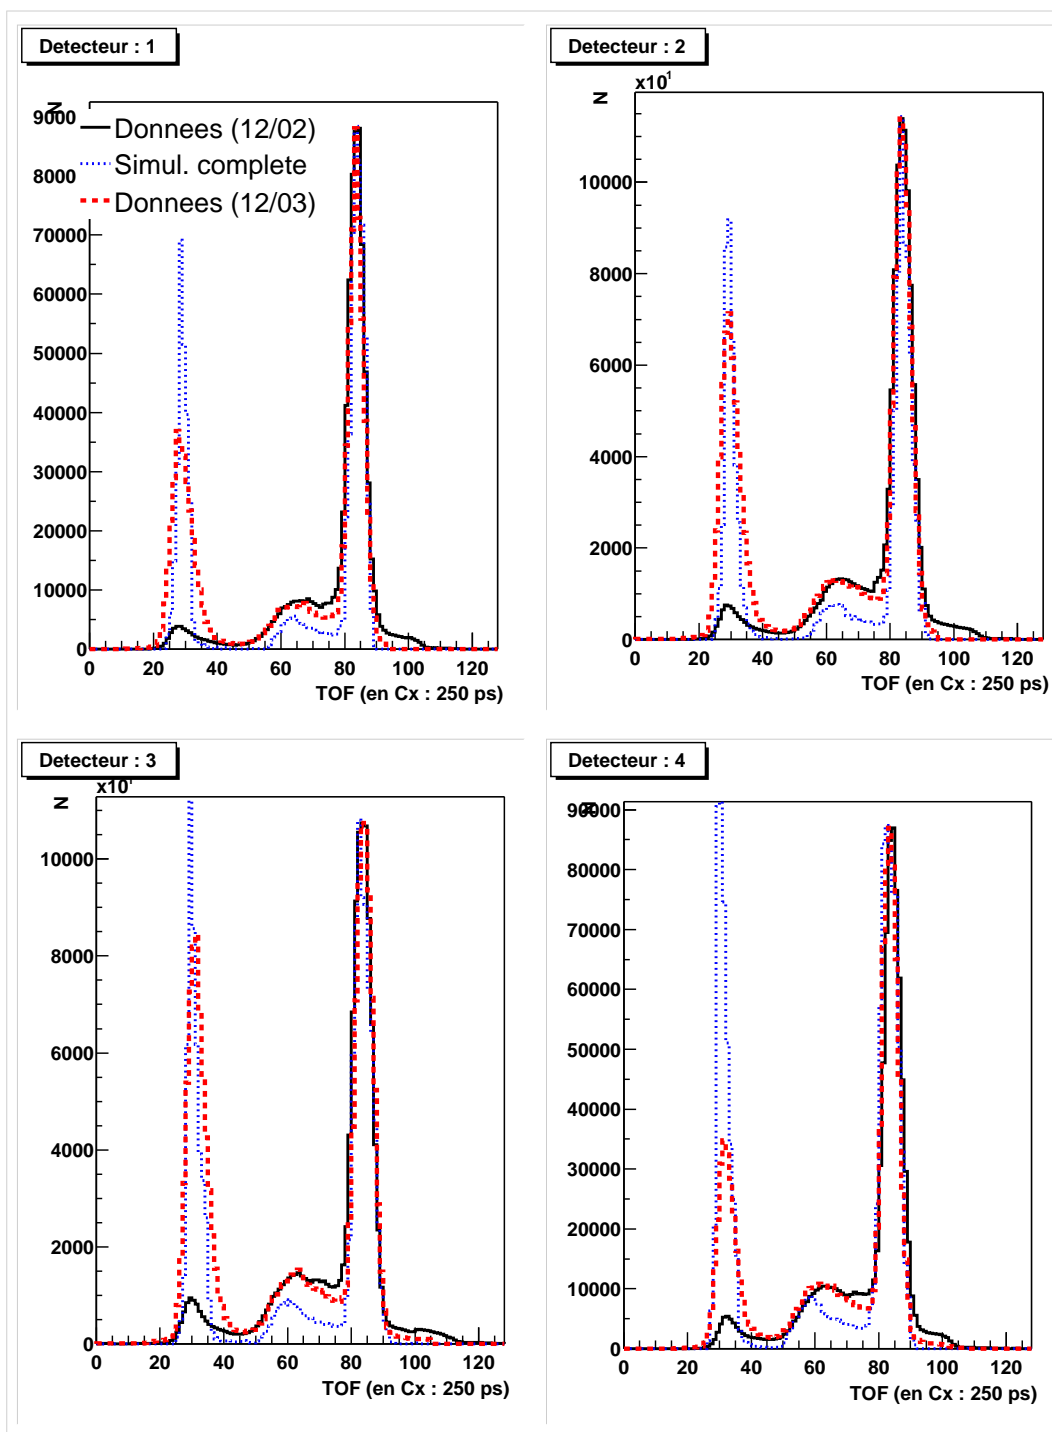 Detecteur : 1
N
9000
Donnees (12/02)
Simul. complete
8000
Donnees (12/03)
70000
60000
50000
40000
30000
20000
10000
0
0 20 40 60 80 100 120
TOF (en Cx : 250 ps)
Detecteur : 2
x10¹
N
10000
8000
6000
4000
2000
0
0 20 40 60 80 100 120
TOF (en Cx : 250 ps)
Detecteur : 3
x10
N
10000
8000
6000
4000
2000
0
0 20 40 60 80 100 120
TOF (en Cx : 250 ps)
Detecteur : 4
90000
80000
70000
60000
50000
40000
30000
20000
10000
0
0 20 40 60 80 100 120
TOF (en Cx : 250 ps)